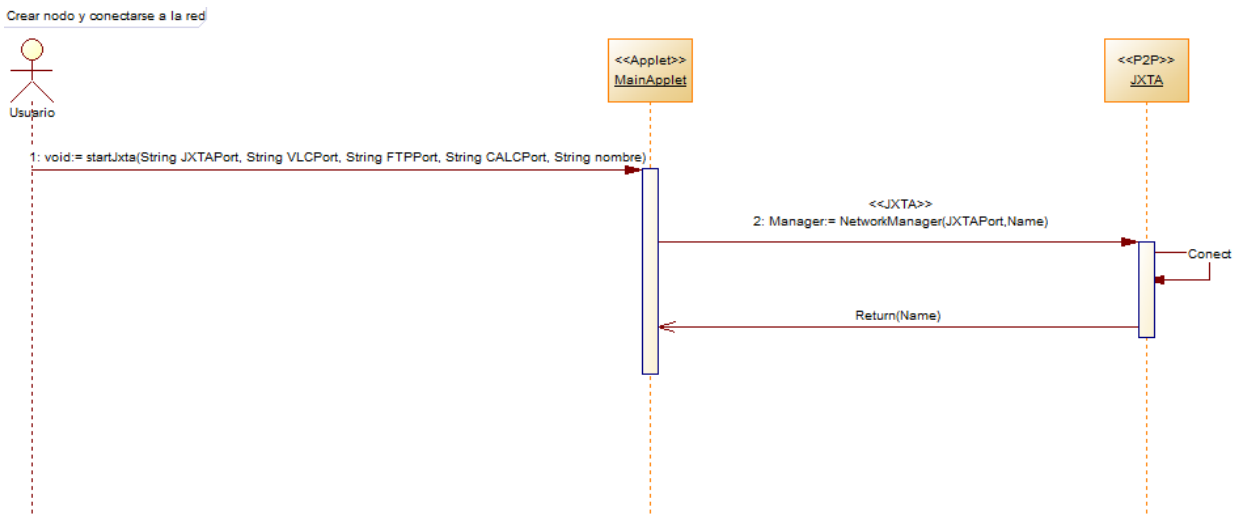 Crear nodo y conectarse a la red
Usuario
<<Applet>>
MainApplet
<<P2P>>
JXTA
1: void:= startJxta(String JXTAPort, String VLCPort, String FTPPort, String CALCPort, String nombre)
<<JXTA>>
2: Manager:= NetworkManager(JXTAPort,Name)
Conect
Return(Name)